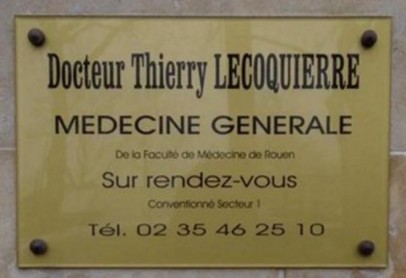 Docteur Thierry LECOQUIERRE
MEDECINE GENERALE
De la Faculté de Médecine de Rouen
Sur rendez-vous
Conventionné Secteur 1
Tél. 02 35 46 25 10